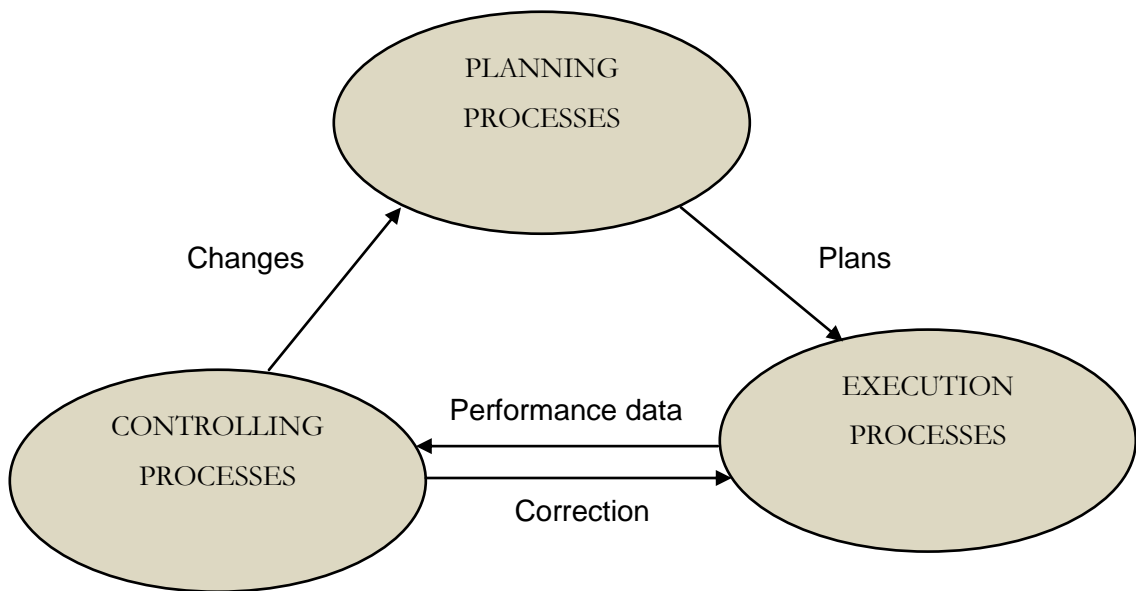 PLANNING
PROCESSES
Changes
Plans
EXECUTION
PROCESSES
Performance data
CONTROLLING
PROCESSES
Correction